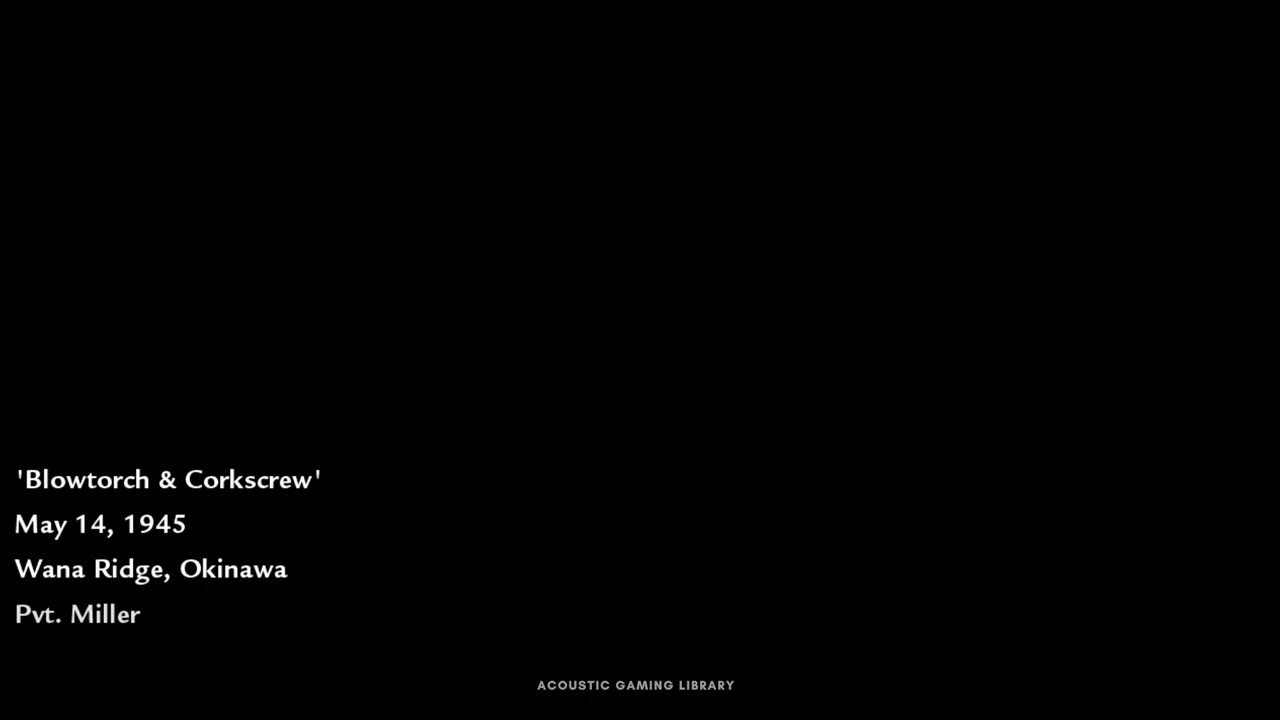 'Blowtorch & Corkscrew'
May 14, 1945
Wana Ridge, Okinawa
Pvt. Miller
ACOUSTIC GAMING LIBRARY